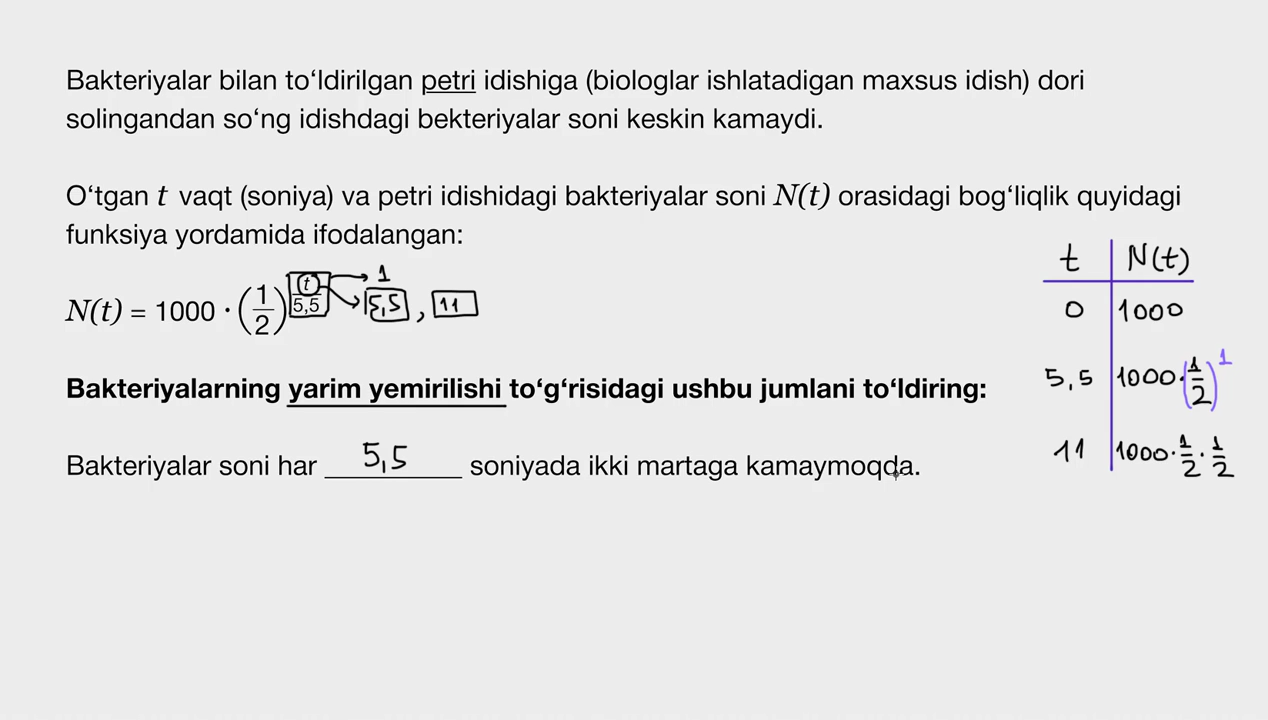 Bakteriyalar bilan to‘ldirilgan petri idishiga (biologlar ishlatadigan maxsus idish) dori
solingandan so‘ng idishdagi bekteriyalar soni keskin kamaydi.
O‘tgan t vaqt (soniya) va petri idishidagi bakteriyalar soni N(t) orasidagi bog‘liqlik quyidagi
funksiya yordamida ifodalangan:
N(t) = 1000 · (1/2)^(t/5,5) → 1 → 5,5 , 11
Bakteriyalarning yarim yemirilishi to‘g‘risidagi ushbu jumlani to‘ldiring:
Bakteriyalar soni har 5,5 soniyada ikki martaga kamaymoqda.
t N(t)
0 1000
5,5 1000·(1/2)^1
11 1000·1/2·1/2